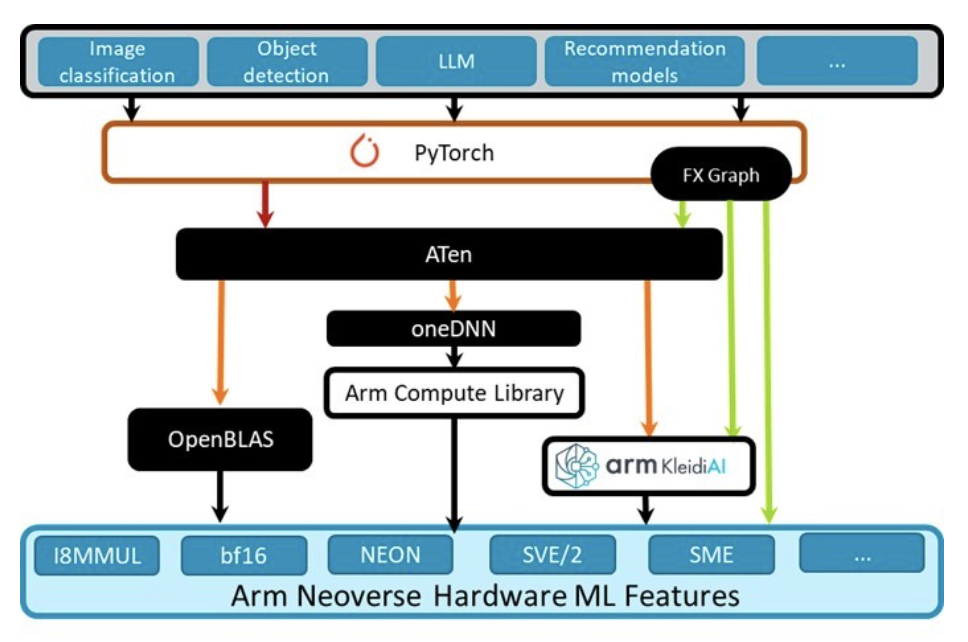 Image
classification
Object
detection
LLM
Recommendation
models
...
PyTorch
FX Graph
ATen
oneDNN
Arm Compute Library
OpenBLAS
arm KleidiAI
I8MMUL
bf16
NEON
SVE/2
SME
...
Arm Neoverse Hardware ML Features